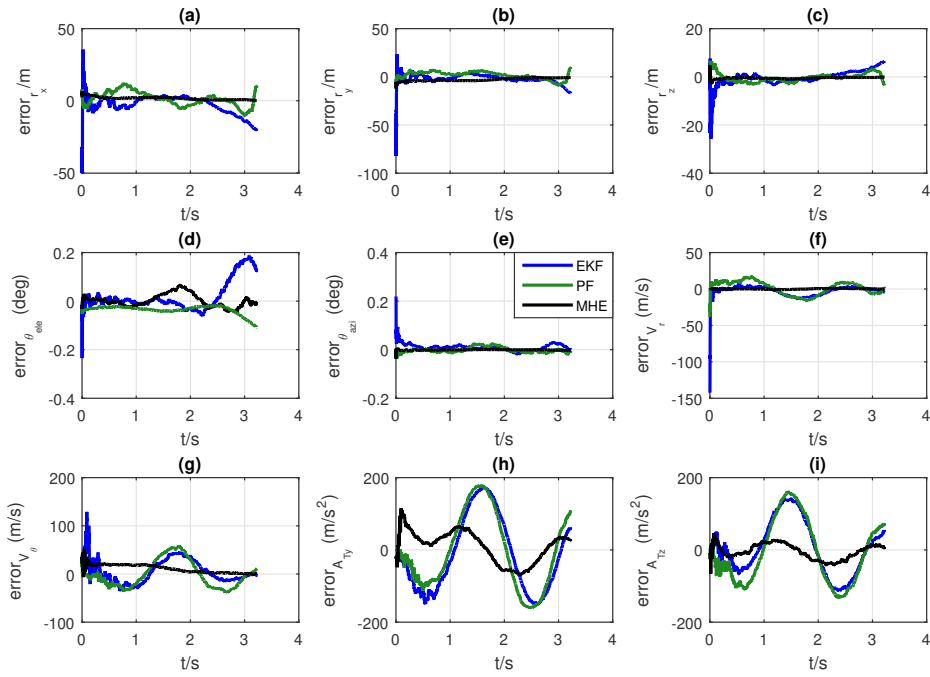 (a)
50
0
-50
error r_x /m
0 1 2 3 4
t/s
(b)
50
0
-50
-100
error r_y /m
0 1 2 3 4
t/s
(c)
20
0
-20
-40
error r_z /m
0 1 2 3 4
t/s
(d)
0.2
0
-0.2
-0.4
error θ_ele (deg)
0 1 2 3 4
t/s
(e)
0.4
0.2
0
-0.2
error θ_azi (deg)
0 1 2 3 4
t/s
EKF
PF
MHE
(f)
50
0
-50
-100
-150
error V_r (m/s)
0 1 2 3 4
t/s
(g)
200
100
0
-100
error V_θ (m/s)
0 1 2 3 4
t/s
(h)
200
0
-200
error A_Ty (m/s²)
0 1 2 3 4
t/s
(i)
200
0
-200
error A_Tz (m/s²)
0 1 2 3 4
t/s